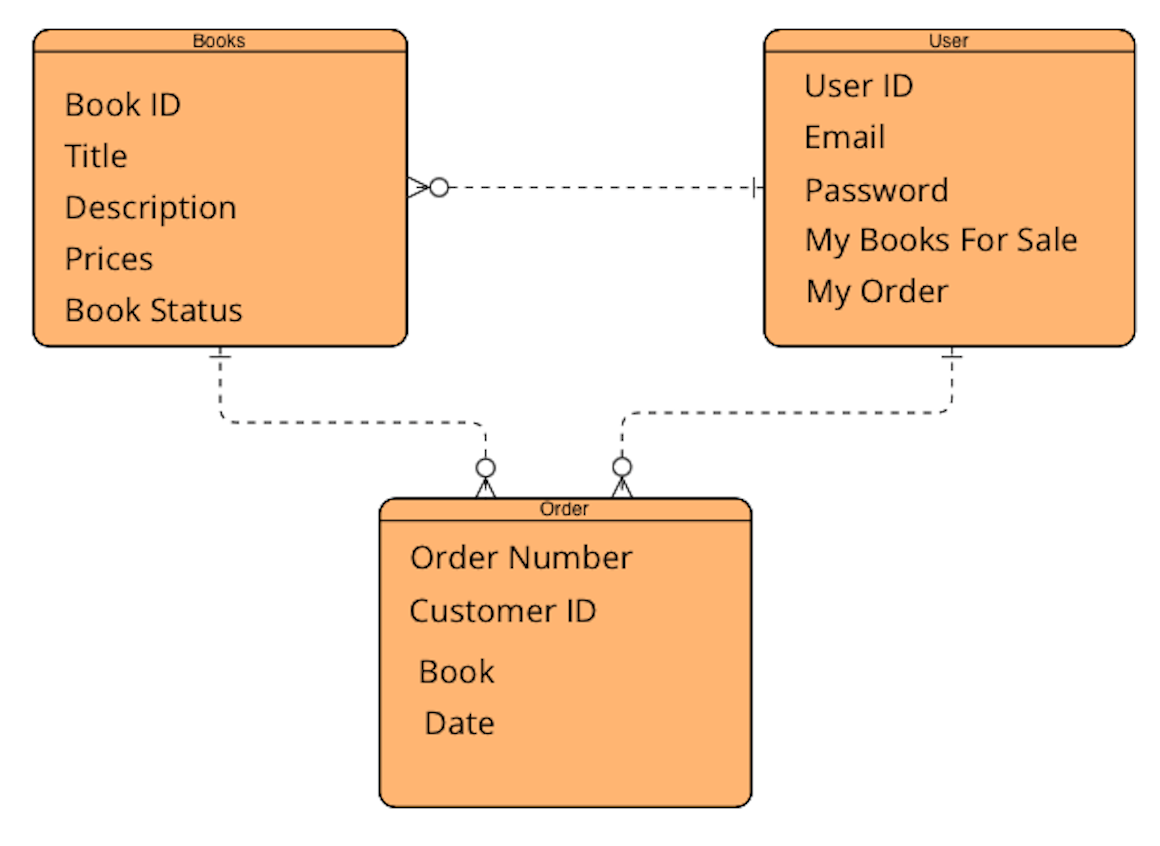 Books
Book ID
Title
Description
Prices
Book Status
User
User ID
Email
Password
My Books For Sale
My Order
Order
Order Number
Customer ID
Book
Date